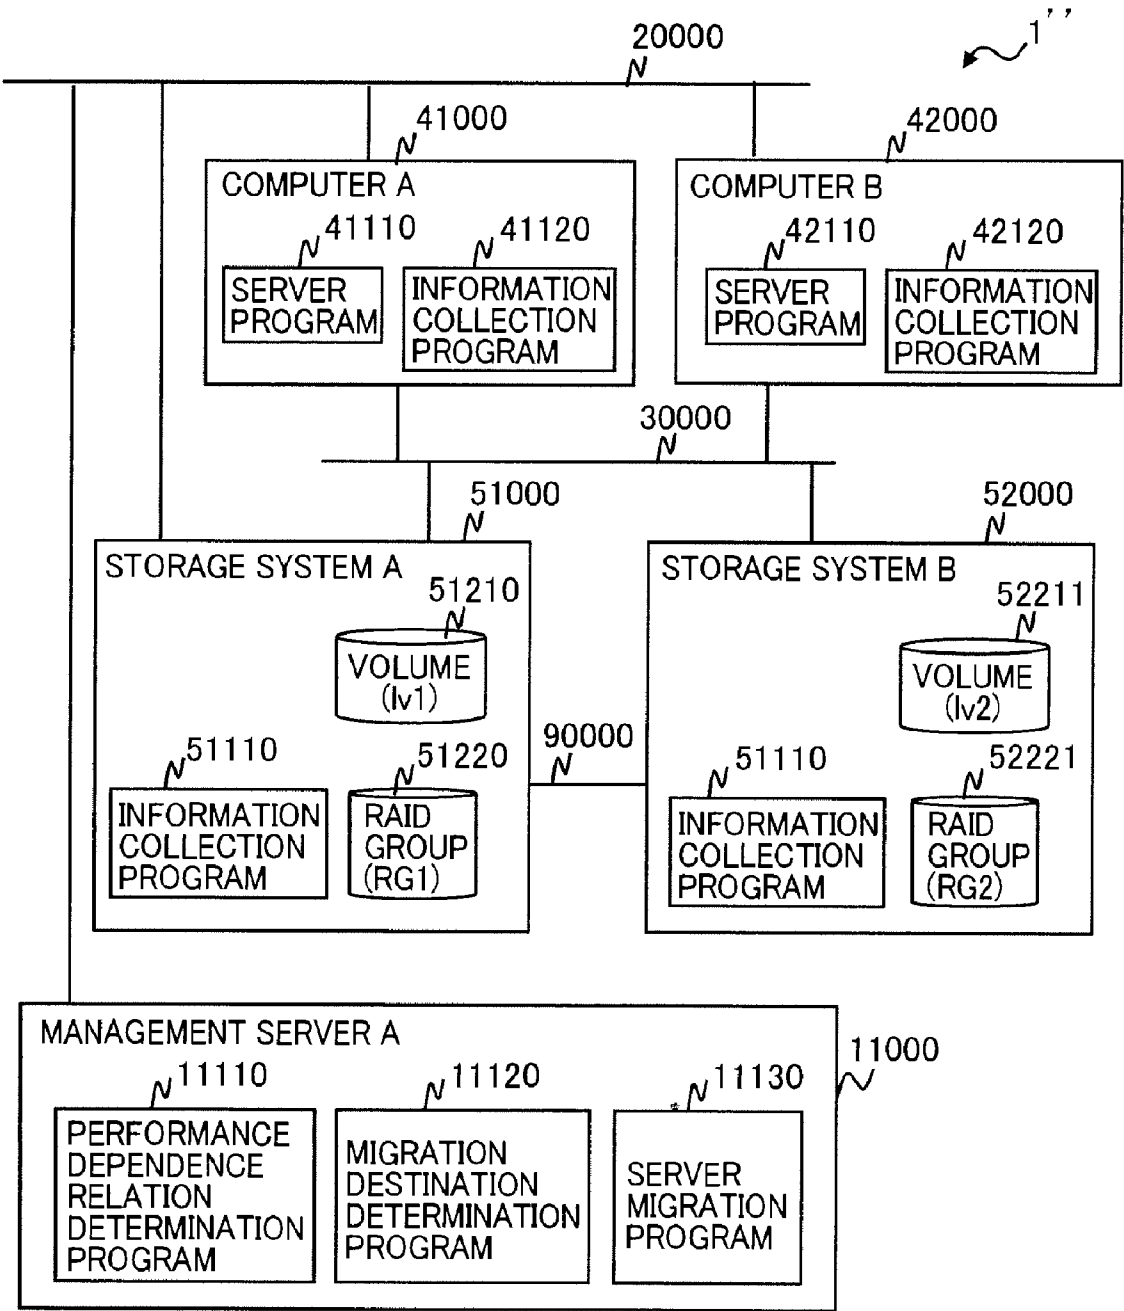 1''
20000
41000
42000
COMPUTER A
COMPUTER B
41110
41120
42110
42120
SERVER
PROGRAM
INFORMATION
COLLECTION
PROGRAM
SERVER
PROGRAM
INFORMATION
COLLECTION
PROGRAM
30000
51000
52000
STORAGE SYSTEM A
STORAGE SYSTEM B
51210
52211
VOLUME
(lv1)
VOLUME
(lv2)
90000
51110
51220
51110
52221
INFORMATION
COLLECTION
PROGRAM
RAID
GROUP
(RG1)
INFORMATION
COLLECTION
PROGRAM
RAID
GROUP
(RG2)
MANAGEMENT SERVER A
11000
11110
11120
11130
PERFORMANCE
DEPENDENCE
RELATION
DETERMINATION
PROGRAM
MIGRATION
DESTINATION
DETERMINATION
PROGRAM
SERVER
MIGRATION
PROGRAM